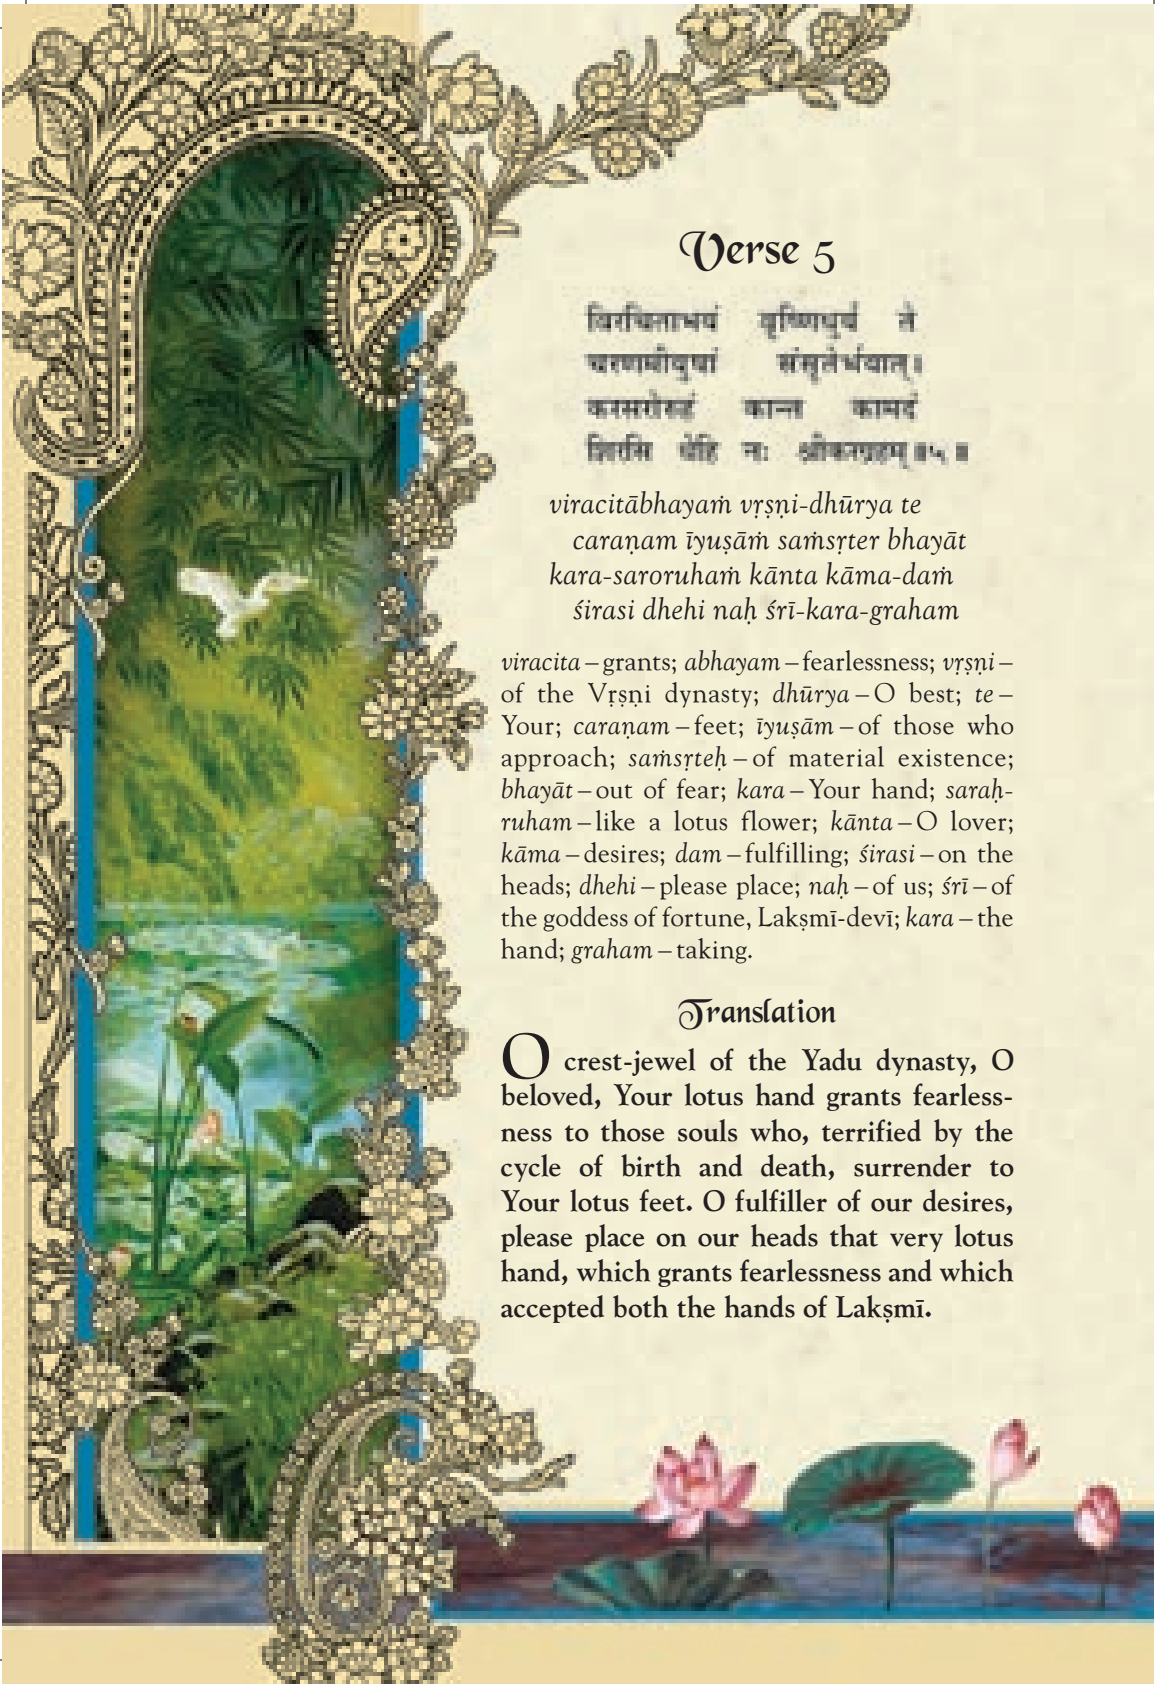 Verse 5
विरचिताभयं वृष्णिधुर्य ते
चरणमीयुषां संसृतेर्भयात्।
करसरोरुहं कान्त कामदं
शिरसि धेहि नः श्रीकरग्रहम्॥५॥
viracitābhayaṁ vṛṣṇi-dhūrya te
caraṇam īyuṣāṁ saṁsṛter bhayāt
kara-saroruhaṁ kānta kāma-daṁ
śirasi dhehi naḥ śrī-kara-graham
viracita – grants; abhayam – fearlessness; vṛṣṇi –
of the Vṛṣṇi dynasty; dhūrya – O best; te –
Your; caraṇam – feet; īyuṣām – of those who
approach; saṁsṛteḥ – of material existence;
bhayāt – out of fear; kara – Your hand; saraḥ-
ruham – like a lotus flower; kānta – O lover;
kāma – desires; dam – fulfilling; śirasi – on the
heads; dhehi – please place; naḥ – of us; śrī – of
the goddess of fortune, Lakṣmī-devī; kara – the
hand; graham – taking.
Translation
O crest-jewel of the Yadu dynasty, O
beloved, Your lotus hand grants fearless-
ness to those souls who, terrified by the
cycle of birth and death, surrender to
Your lotus feet. O fulfiller of our desires,
please place on our heads that very lotus
hand, which grants fearlessness and which
accepted both the hands of Lakṣmī.